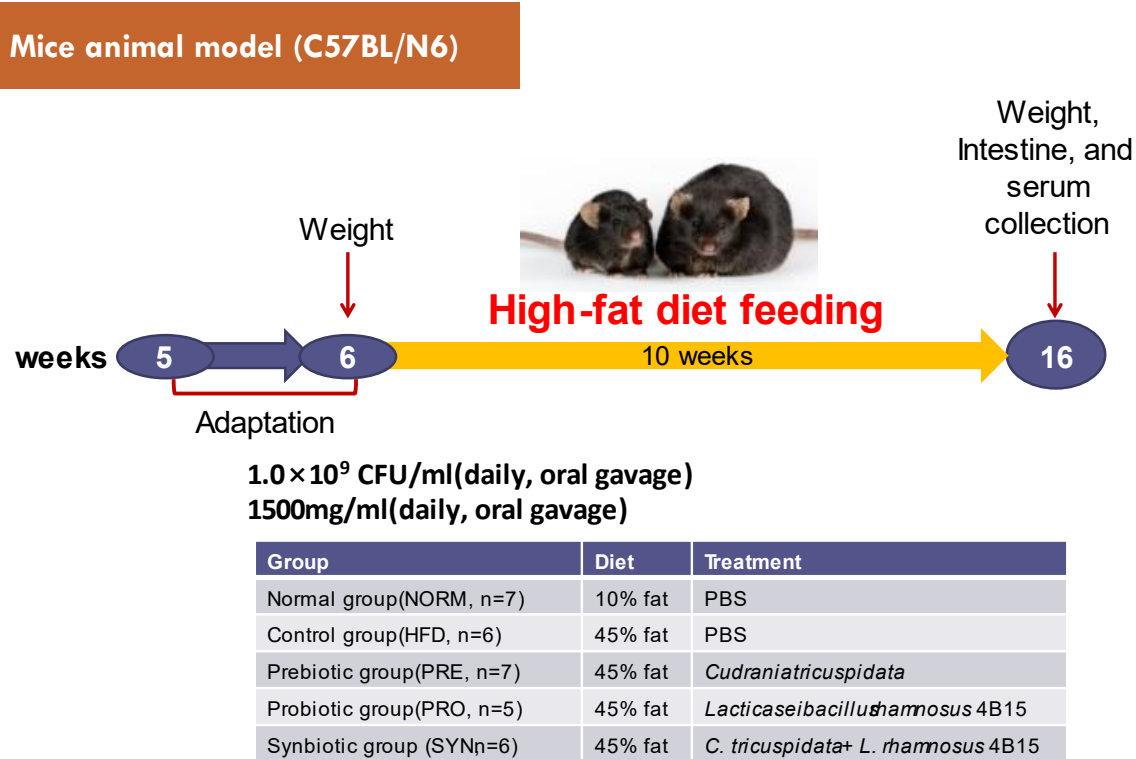 Mice animal model (C57BL/N6)
Weight,
Intestine, and
serum
collection
Weight
High-fat diet feeding
weeks 5 6 10 weeks 16
Adaptation
1.0×10⁹ CFU/ml(daily, oral gavage)
1500mg/ml(daily, oral gavage)
Group Diet Treatment
Normal group(NORM, n=7) 10% fat PBS
Control group(HFD, n=6) 45% fat PBS
Prebiotic group(PRE, n=7) 45% fat Cudraniatricuspidata
Probiotic group(PRO, n=5) 45% fat Lacticaseibacillusrhamnosus 4B15
Synbiotic group (SYN,n=6) 45% fat C. tricuspidata+ L. rhamnosus 4B15